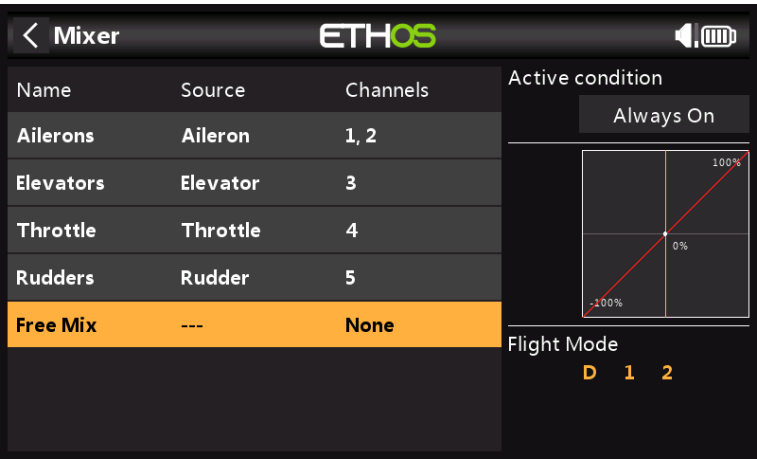 Mixer
ETHOS
Name Source Channels
Ailerons Aileron 1, 2
Elevators Elevator 3
Throttle Throttle 4
Rudders Rudder 5
Free Mix --- None
Active condition
Always On
100%
0%
-100%
Flight Mode
D 1 2